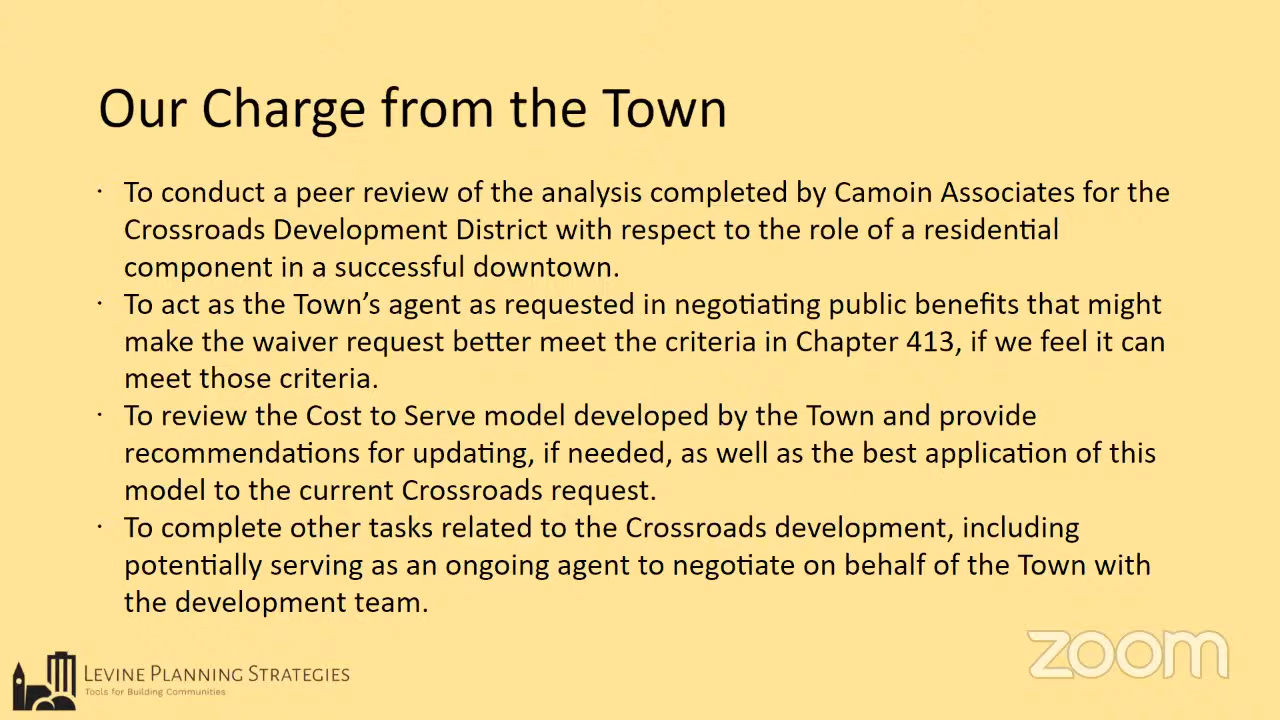 Our Charge from the Town
· To conduct a peer review of the analysis completed by Camoin Associates for the
Crossroads Development District with respect to the role of a residential
component in a successful downtown.
· To act as the Town’s agent as requested in negotiating public benefits that might
make the waiver request better meet the criteria in Chapter 413, if we feel it can
meet those criteria.
· To review the Cost to Serve model developed by the Town and provide
recommendations for updating, if needed, as well as the best application of this
model to the current Crossroads request.
· To complete other tasks related to the Crossroads development, including
potentially serving as an ongoing agent to negotiate on behalf of the Town with
the development team.
LEVINE PLANNING STRATEGIES
Tools for Building Communities
zoom